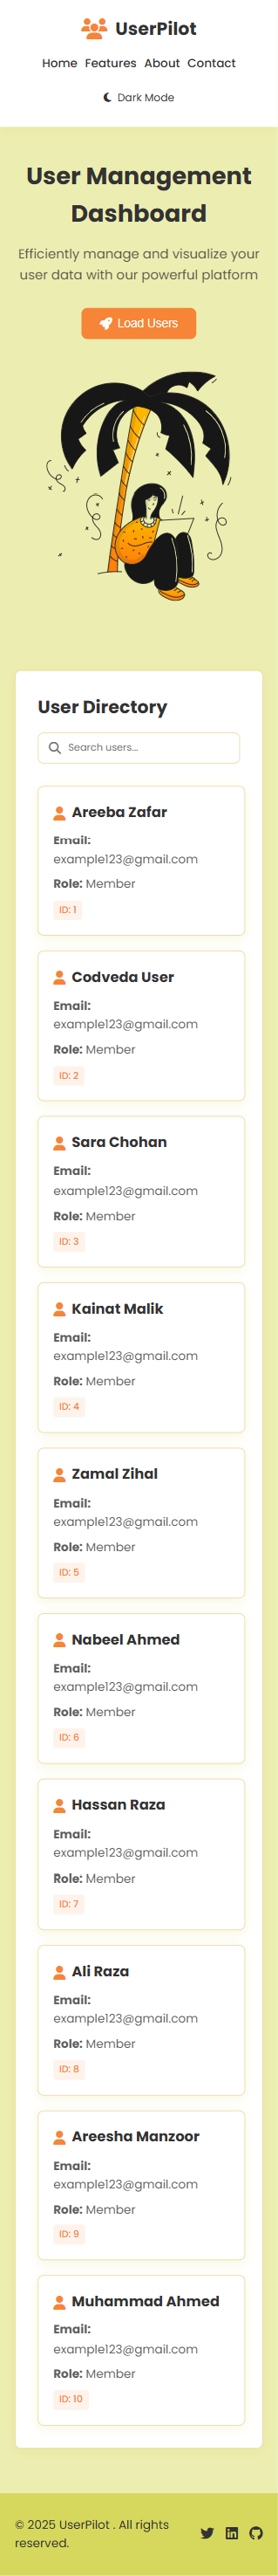 UserPilot
Home Features About Contact
Dark Mode
User Management
Dashboard
Efficiently manage and visualize your
user data with our powerful platform
Load Users
User Directory
Search users...
Areeba Zafar
Email:
example123@gmail.com
Role: Member
ID: 1
Codveda User
Email:
example123@gmail.com
Role: Member
ID: 2
Sara Chohan
Email:
example123@gmail.com
Role: Member
ID: 3
Kainat Malik
Email:
example123@gmail.com
Role: Member
ID: 4
Zamal Zihal
Email:
example123@gmail.com
Role: Member
ID: 5
Nabeel Ahmed
Email:
example123@gmail.com
Role: Member
ID: 6
Hassan Raza
Email:
example123@gmail.com
Role: Member
ID: 7
Ali Raza
Email:
example123@gmail.com
Role: Member
ID: 8
Areesha Manzoor
Email:
example123@gmail.com
Role: Member
ID: 9
Muhammad Ahmed
Email:
example123@gmail.com
Role: Member
ID: 10
© 2025 UserPilot . All rights
reserved.